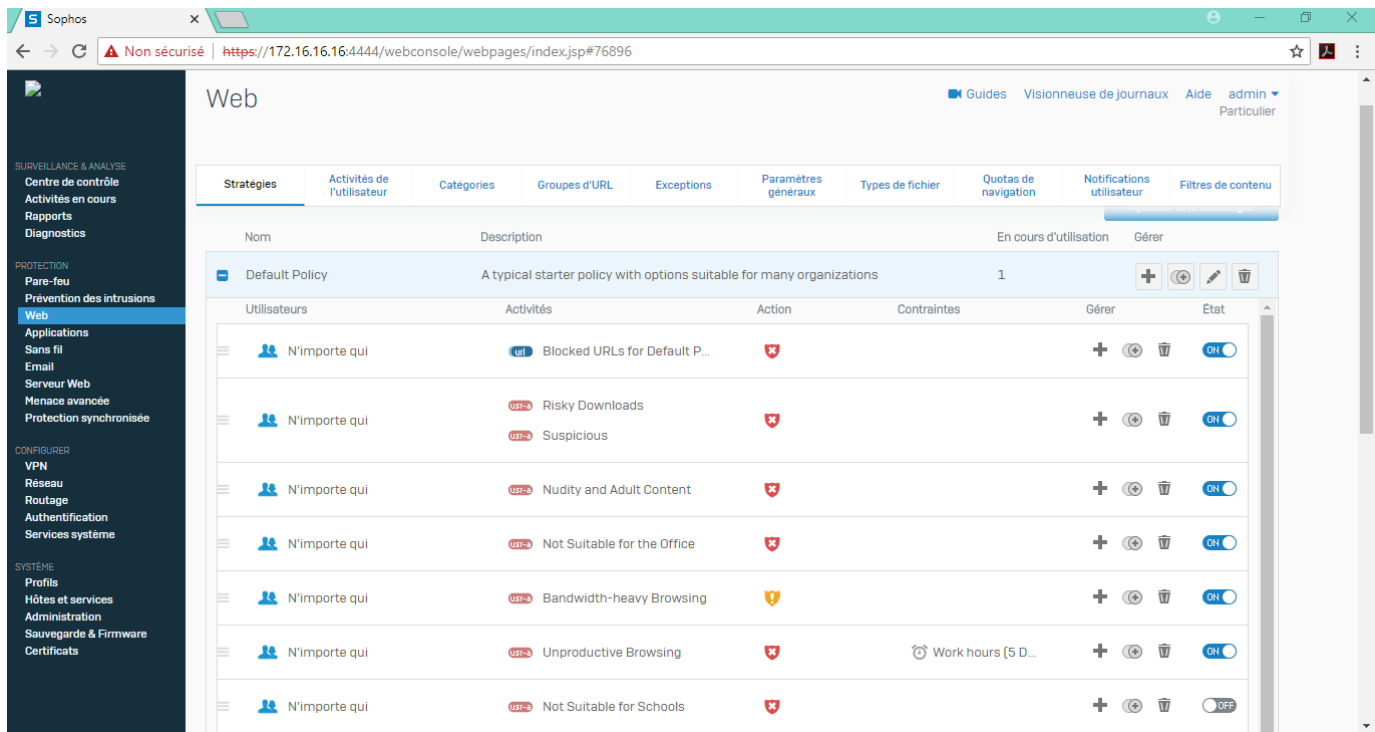 Sophos
Non sécurisé | https://172.16.16.16:4444/webconsole/webpages/index.jsp#76896
Web
Guides Visionneuse de journaux Aide admin
Particulier
SURVEILLANCE & ANALYSE
Centre de contrôle
Activités en cours
Rapports
Diagnostics
PROTECTION
Pare-feu
Prévention des intrusions
Web
Applications
Sans fil
Email
Serveur Web
Menace avancée
Protection synchronisée
CONFIGURER
VPN
Réseau
Routage
Authentification
Services système
SYSTÈME
Profils
Hôtes et services
Administration
Sauvegarde & Firmware
Certificats
Stratégies
Activités de
l'utilisateur
Catégories
Groupes d'URL
Exceptions
Paramètres
généraux
Types de fichier
Quotas de
navigation
Notifications
utilisateur
Filtres de contenu
Nom Description En cours d'utilisation Gérer
Default Policy A typical starter policy with options suitable for many organizations 1
Utilisateurs Activités Action Contraintes Gérer État
N'importe qui url Blocked URLs for Default P... ON
usr-a Risky Downloads
N'importe qui ON
usr-a Suspicious
N'importe qui usr-a Nudity and Adult Content ON
N'importe qui usr-a Not Suitable for the Office ON
N'importe qui usr-a Bandwidth-heavy Browsing ON
N'importe qui usr-a Unproductive Browsing Work hours (5 D... ON
N'importe qui usr-a Not Suitable for Schools OFF